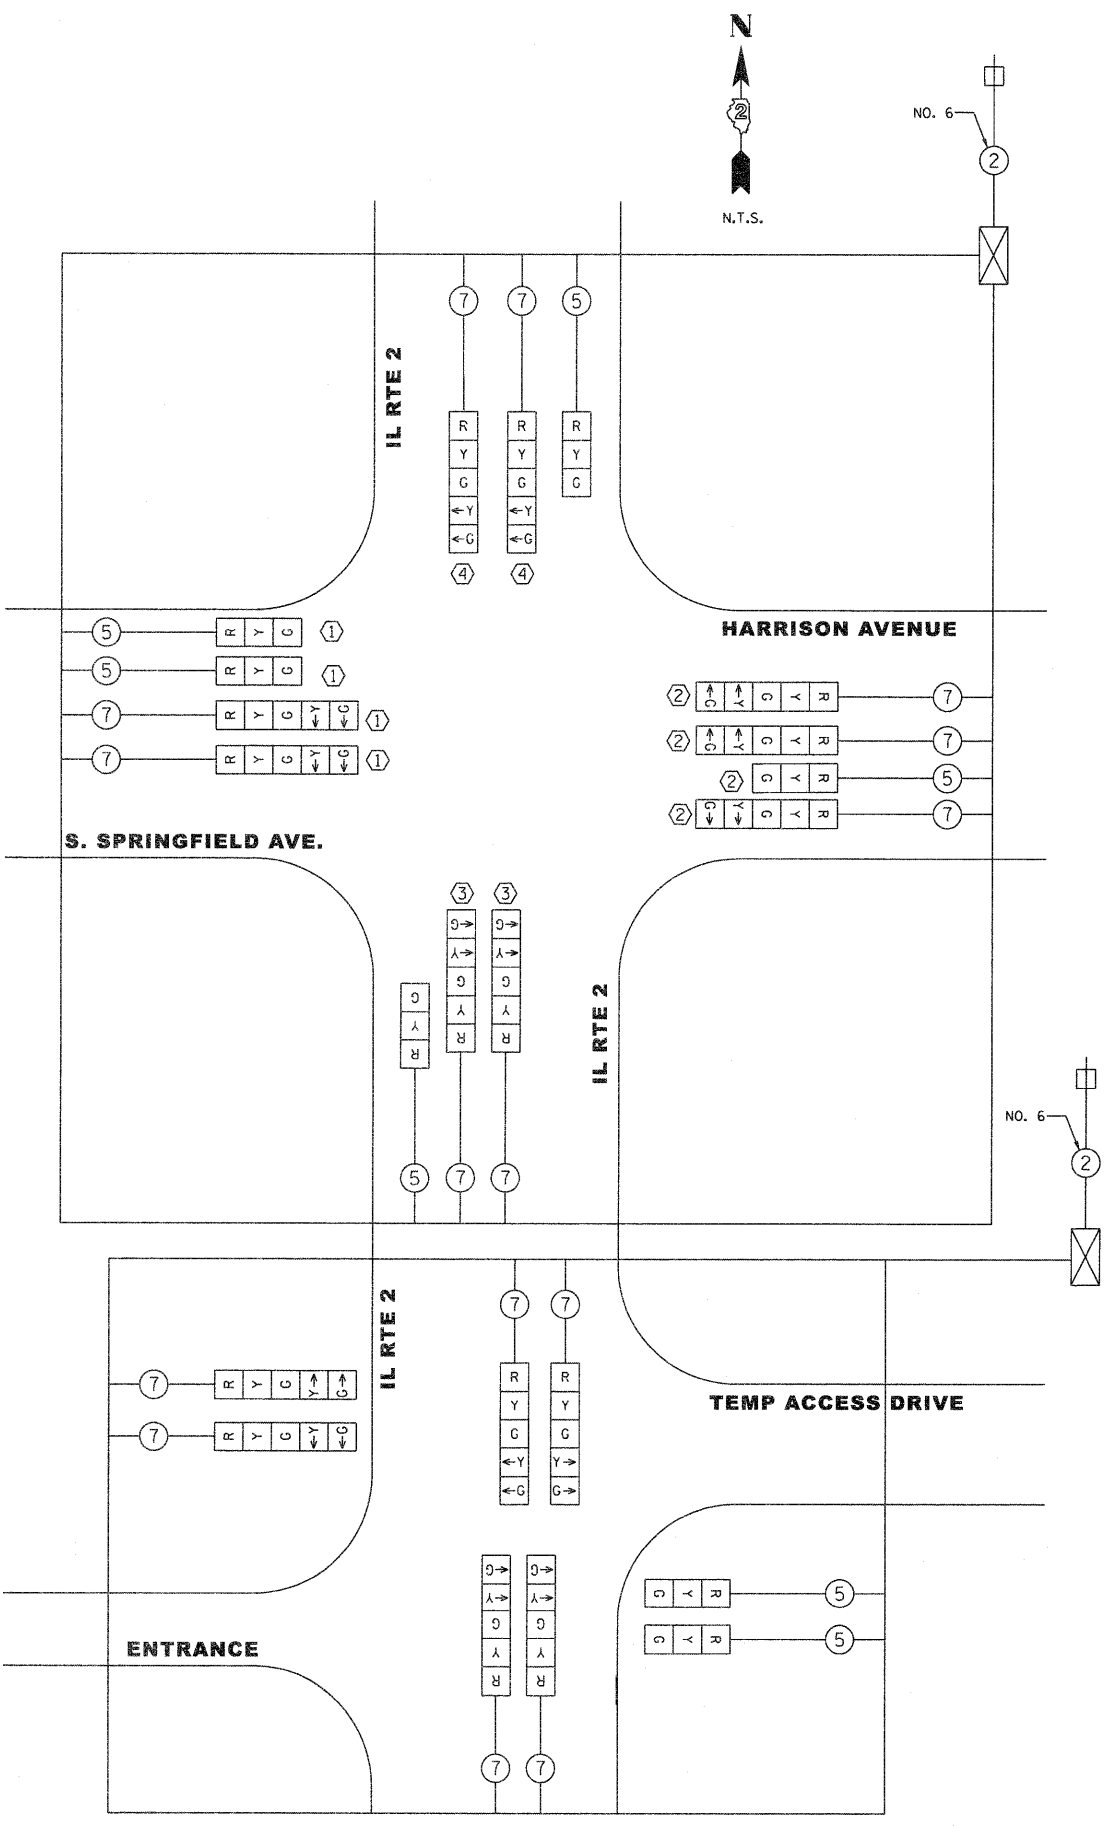 N
2
NO. 6
2
N.T.S.
7 7 5
IL RTE 2
R R R
Y Y Y
G G G
←Y ←Y
←G ←G
4 4
HARRISON AVENUE
5 R Y G 1
5 R Y G 1
7 R Y G ←Y ←G 1
7 R Y G ←Y ←G 1
2 G→ Y→ G Y R 7
2 G→ Y→ G Y R 7
2 G Y R 5
2 ←G ←Y G Y R 7
S. SPRINGFIELD AVE.
3 3
←G ←G
←Y ←Y
G G G
Y Y Y
R R R
5 7 7
IL RTE 2
NO. 6
2
7 7
IL RTE 2
R R
Y Y
G G
←Y Y→
←G G→
7 R Y G Y→ G→
7 R Y G ←Y ←G
TEMP ACCESS DRIVE
←G ←G
←Y ←Y
G G
Y Y
R R
7 7
G Y R 5
G Y R 5
ENTRANCE